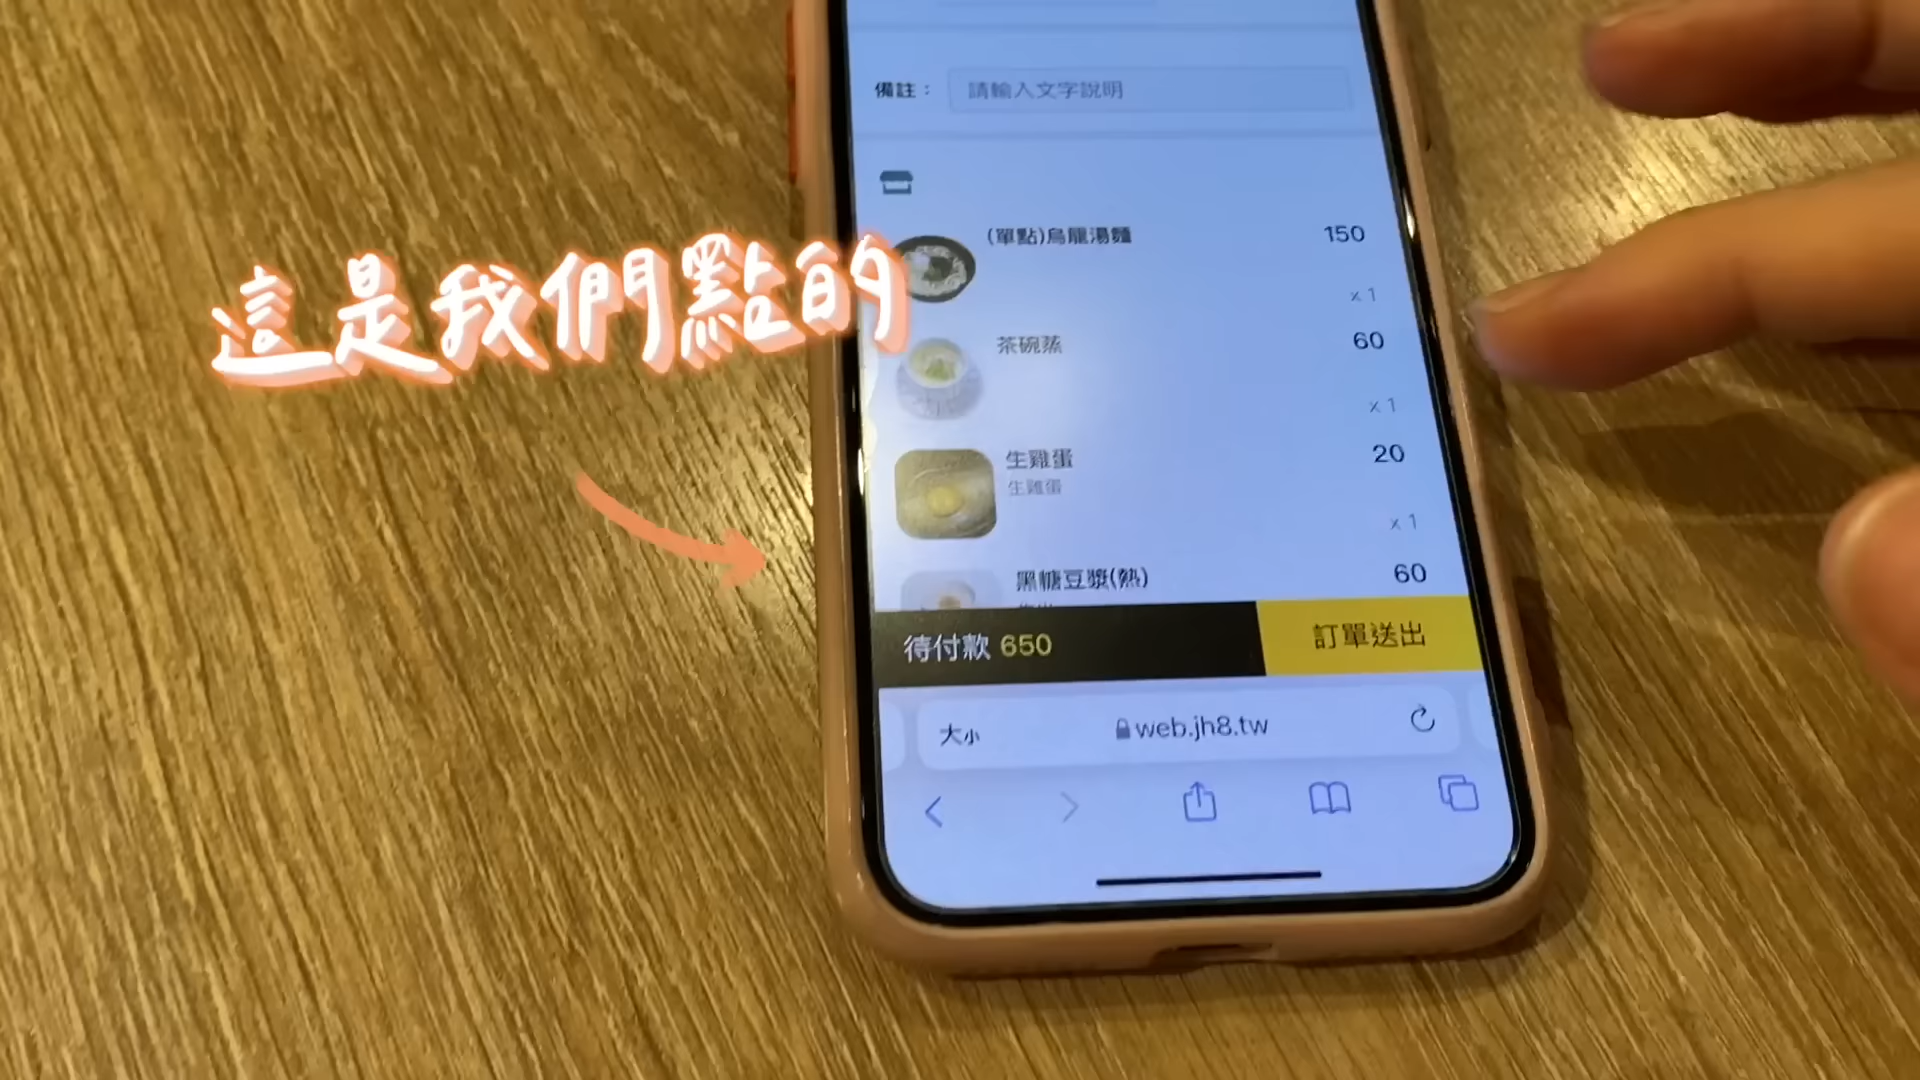 備註：
請輸入文字說明
(單點)烏龍湯麵
150
x 1
這是我們點的
茶碗蒸
60
x 1
生雞蛋
20
生雞蛋
x 1
黑糖豆漿(熱)
60
待付款 650
訂單送出
大小
web.jh8.tw